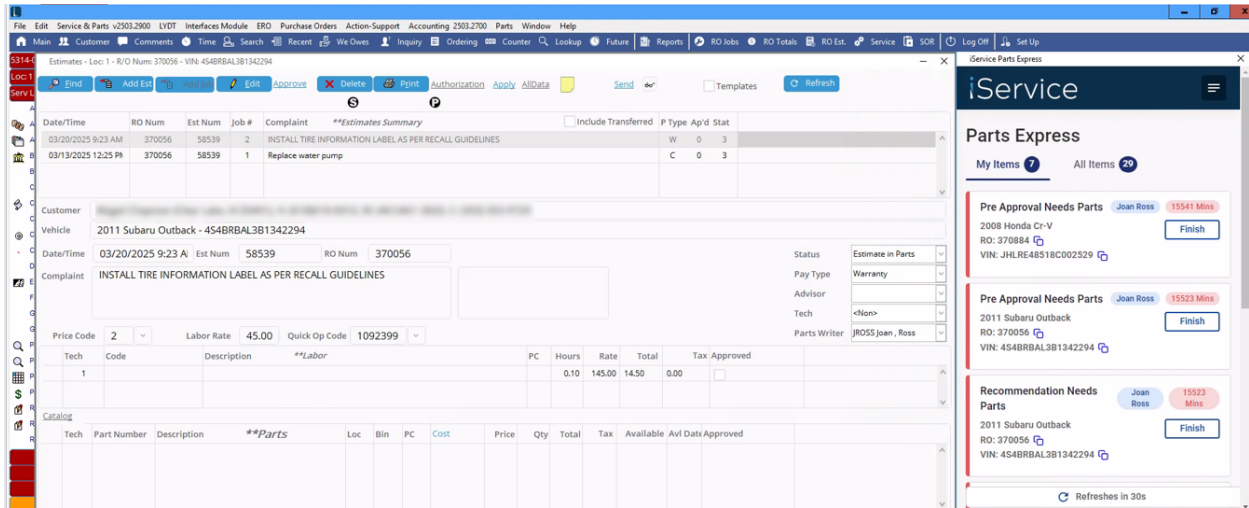 File Edit Service & Parts v2503.2900 LYDT Interfaces Module ERO Purchase Orders Action-Support Accounting 2503.2700 Parts Window Help
Main Customer Comments Time Search Recent We Owes Inquiry Ordering Counter Lookup Future Reports RO Jobs RO Totals RO Est. Service SOR Log Off Set Up
5314-
Loc: 1
Serv L
Estimates - Loc: 1 - R/O Num: 370056 - VIN: 4S4BRBAL3B1342294
Find Add Est Edit Approve Delete Print Authorization Apply AllData Send Templates Refresh
S P
Date/Time RO Num Est Num Job # Complaint **Estimates Summary Include Transferred P Type Ap'd Stat
03/20/2025 9:23 AM 370056 58539 2 INSTALL TIRE INFORMATION LABEL AS PER RECALL GUIDELINES W 0 3
03/13/2025 12:25 PM 370056 58539 1 Replace water pump C 0 3
Customer
Vehicle 2011 Subaru Outback - 4S4BRBAL3B1342294
Date/Time 03/20/2025 9:23 A Est Num 58539 RO Num 370056
Complaint INSTALL TIRE INFORMATION LABEL AS PER RECALL GUIDELINES
Status Estimate in Parts
Pay Type Warranty
Advisor
Tech <None>
Parts Writer JROSS Joan , Ross
Price Code 2 Labor Rate 45.00 Quick Op Code 1092399
Tech Code Description **Labor PC Hours Rate Total Tax Approved
1 0.10 145.00 14.50 0.00
Catalog
Tech Part Number Description **Parts Loc Bin PC Cost Price Qty Total Tax Available Avl Date Approved
iService Parts Express
iService
Parts Express
My Items 7 All Items 29
Pre Approval Needs Parts Joan Ross 15541 Mins
2008 Honda Cr-V Finish
RO: 370884
VIN: JHLRE48518C002529
Pre Approval Needs Parts Joan Ross 15523 Mins
2011 Subaru Outback Finish
RO: 370056
VIN: 4S4BRBAL3B1342294
Recommendation Needs Parts Joan Ross 15523 Mins
2011 Subaru Outback Finish
RO: 370056
VIN: 4S4BRBAL3B1342294
Refreshes in 30s